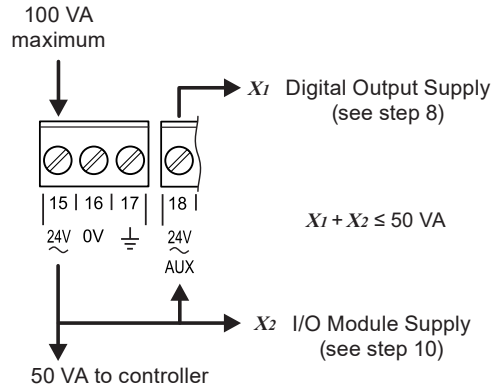 100 VA
maximum
X1 Digital Output Supply
(see step 8)
15 16 17 18
24V 0V 24V
AUX
X1 + X2 ≤ 50 VA
X2 I/O Module Supply
(see step 10)
50 VA to controller